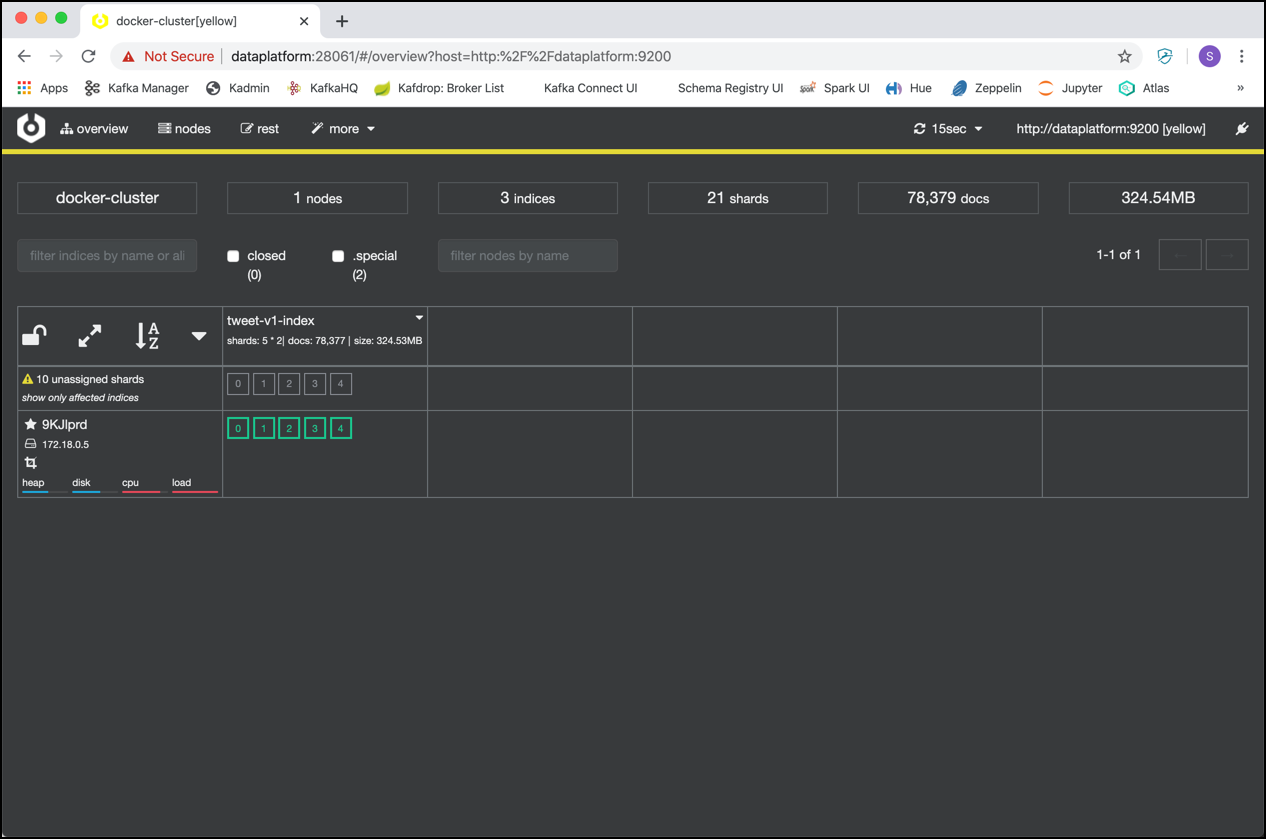 docker-cluster[yellow]
Not Secure dataplatform:28061/#/overview?host=http:%2F%2Fdataplatform:9200 S
Apps Kafka Manager Kadmin KafkaHQ Kafdrop: Broker List Kafka Connect UI Schema Registry UI Spark UI Hue Zeppelin Jupyter Atlas »
overview nodes rest more 15sec http://dataplatform:9200 [yellow]
docker-cluster 1 nodes 3 indices 21 shards 78,379 docs 324.54MB
filter indices by name or ali closed (0) .special (2) filter nodes by name 1-1 of 1
A Z
tweet-v1-index
shards: 5 * 2| docs: 78,377 | size: 324.53MB
10 unassigned shards
show only affected indices
0 1 2 3 4
9KJlprd
172.18.0.5
heap disk cpu load
0 1 2 3 4